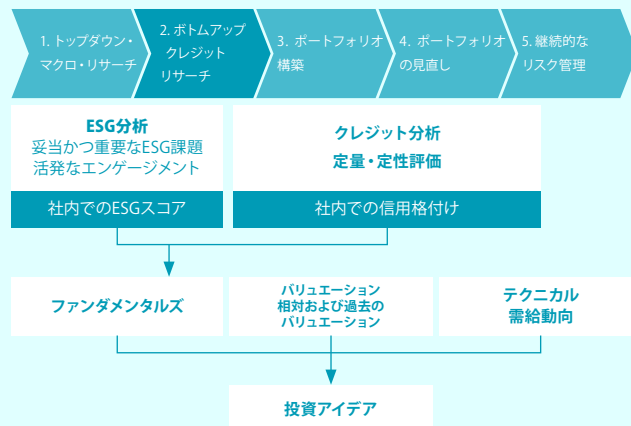 1. トップダウン・
マクロ・リサーチ
2. ボトムアップ
クレジット
リサーチ
3. ポートフォリオ
構築
4. ポートフォリオ
の見直し
5. 継続的な
リスク管理
ESG分析
妥当かつ重要なESG課題
活発なエンゲージメント
社内でのESGスコア
クレジット分析
定量・定性評価
社内での信用格付け
ファンダメンタルズ
バリュエーション
相対および過去の
バリュエーション
テクニカル
需給動向
投資アイデア